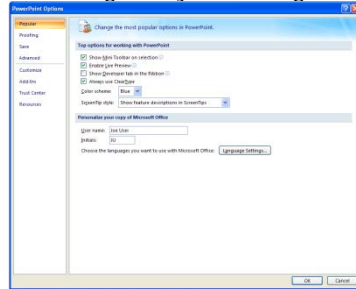 PowerPoint Options
Popular
Proofing
Save
Advanced
Customize
Add-Ins
Trust Center
Resources
Change the most popular options in PowerPoint.
Top options for working with PowerPoint
Show Mini Toolbar on selection
Enable Live Preview
Show Developer tab in the Ribbon
Always use ClearType
Color scheme: Blue
ScreenTip style: Show feature descriptions in ScreenTips
Personalize your copy of Microsoft Office
User name: Joe User
Initials: JU
Choose the languages you want to use with Microsoft Office: Language Settings...
OK Cancel